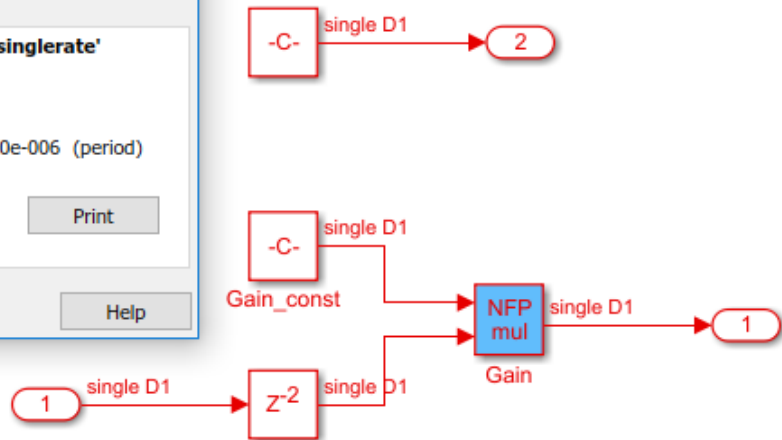 singlerate'
0e-006 (period)
Print
Help
-C-
single D1
2
-C-
single D1
Gain_const
NFP
mul
single D1
1
Gain
1
single D1
Z-2
single D1